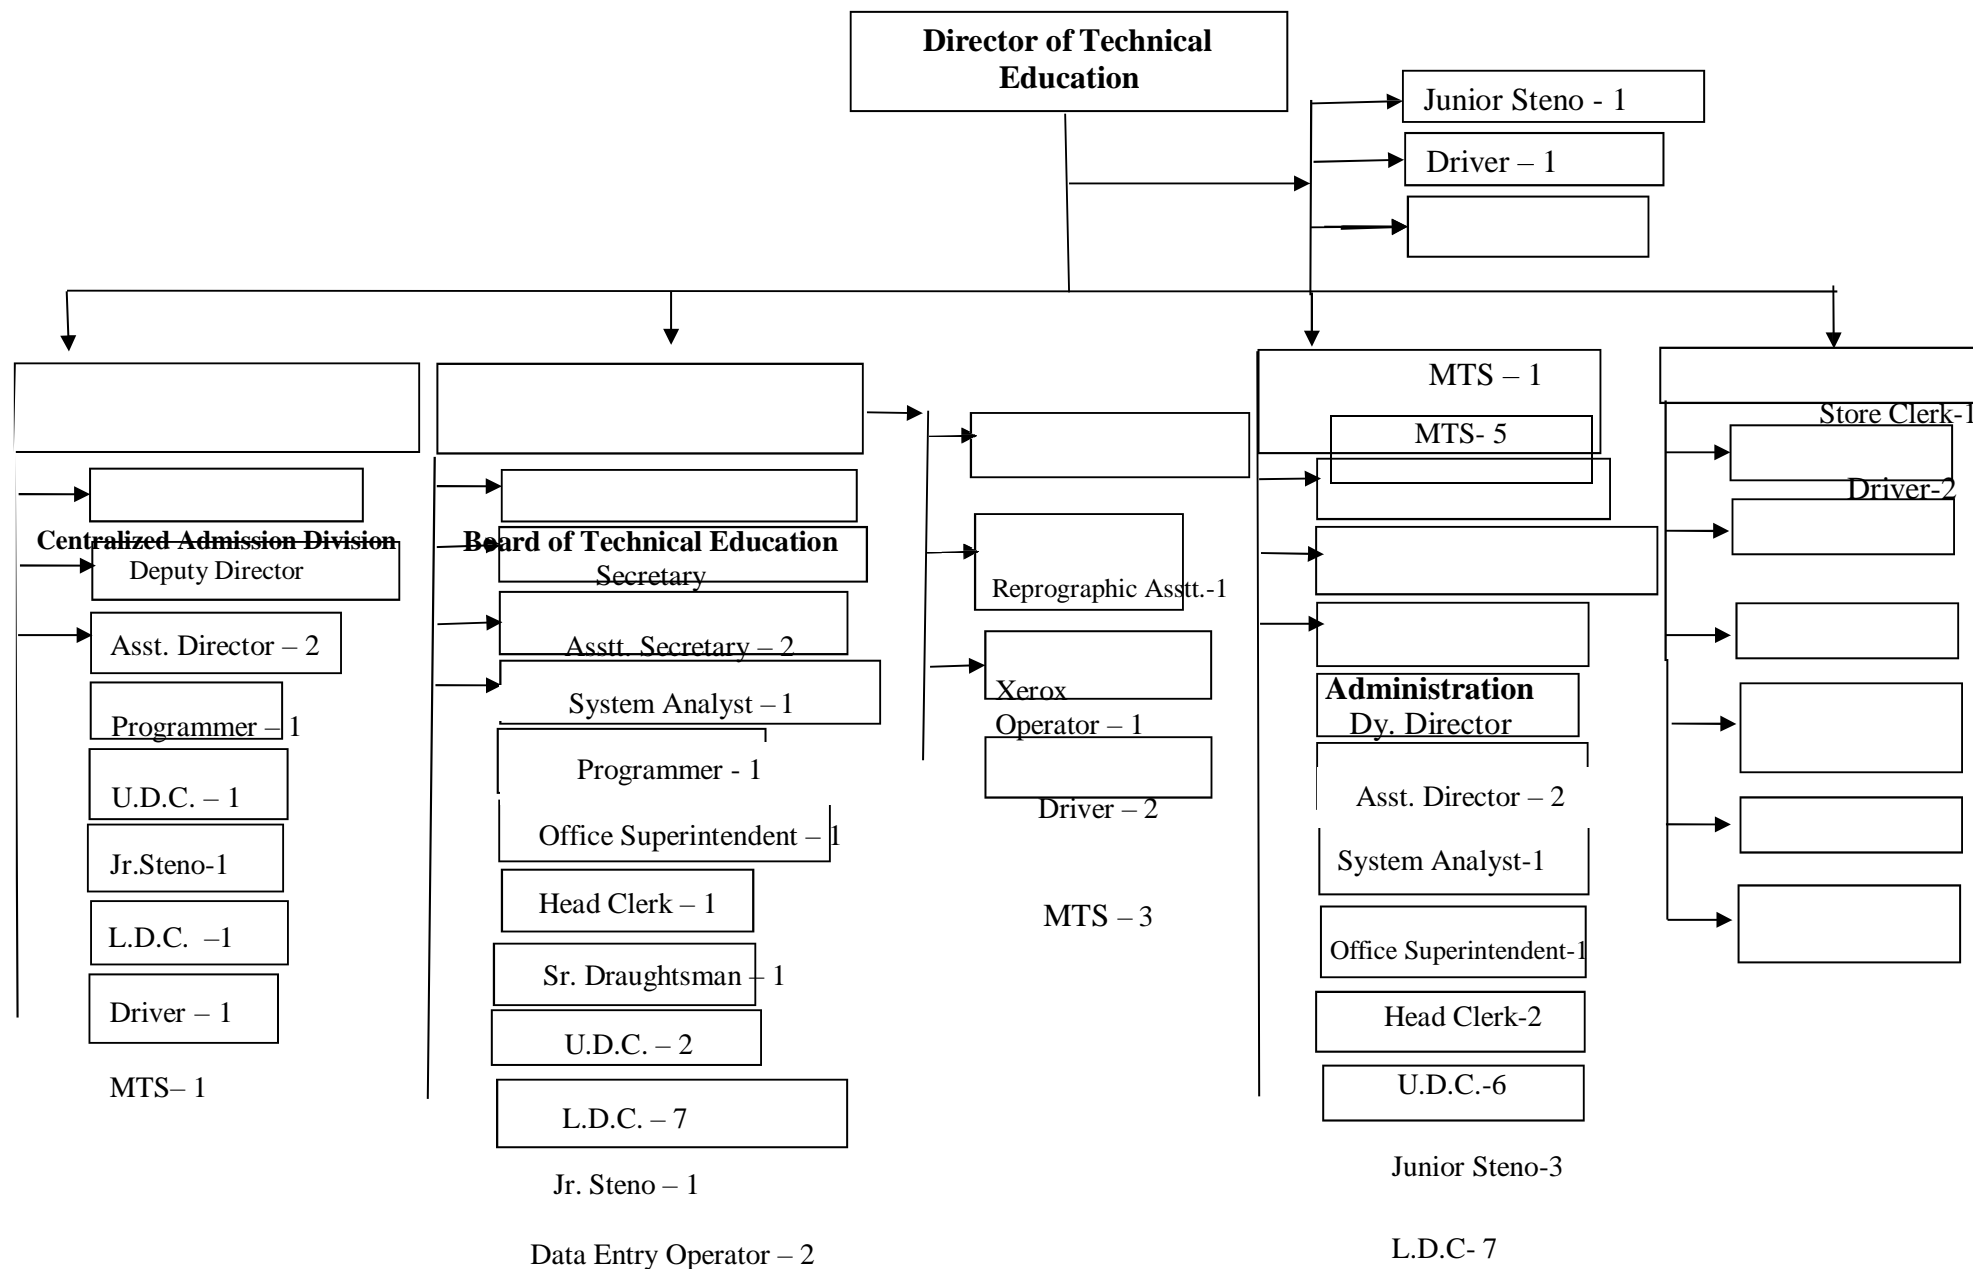 Director of Technical
Education
Junior Steno - 1
Driver – 1
MTS – 1
MTS- 5
Store Clerk-1
Driver-2
Centralized Admission Division
Deputy Director
Asst. Director – 2
Programmer – 1
U.D.C. – 1
Jr.Steno-1
L.D.C. –1
Driver – 1
MTS– 1
Board of Technical Education
Secretary
Asstt. Secretary – 2
System Analyst – 1
Programmer - 1
Office Superintendent – 1
Head Clerk – 1
Sr. Draughtsman – 1
U.D.C. – 2
L.D.C. – 7
Jr. Steno – 1
Data Entry Operator – 2
Reprographic Asstt.-1
Xerox
Operator – 1
Driver – 2
MTS – 3
Administration
Dy. Director
Asst. Director – 2
System Analyst-1
Office Superintendent-1
Head Clerk-2
U.D.C.-6
Junior Steno-3
L.D.C- 7